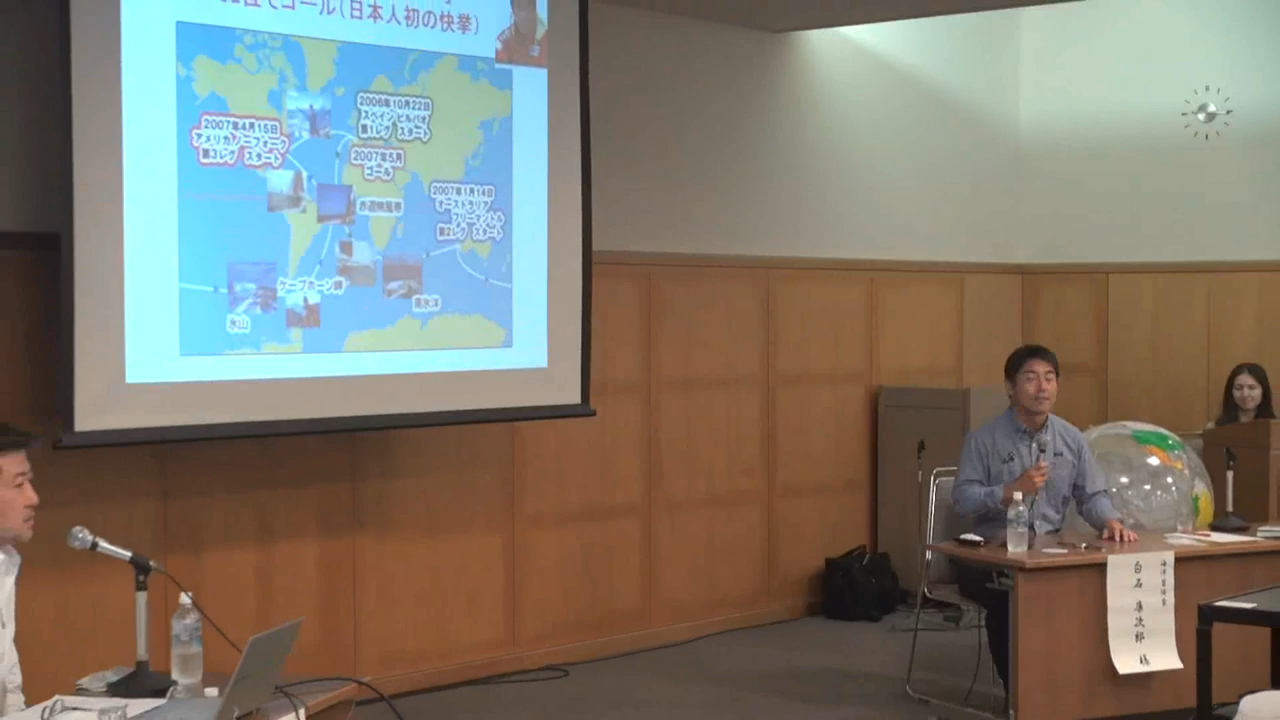 位でゴール(日本人初の快挙)
2006年10月22日
スペイン ビルバオ
第1レグ スタート
2007年4月15日
アメリカ ノーフォーク
第3レグ スタート
2007年5月
ゴール
2007年1月14日
オーストラリア
フリーマントル
第2レグ スタート
赤道無風帯
ケープホーン岬
南氷洋
氷山
海洋冒険家
白石 康次郎 様